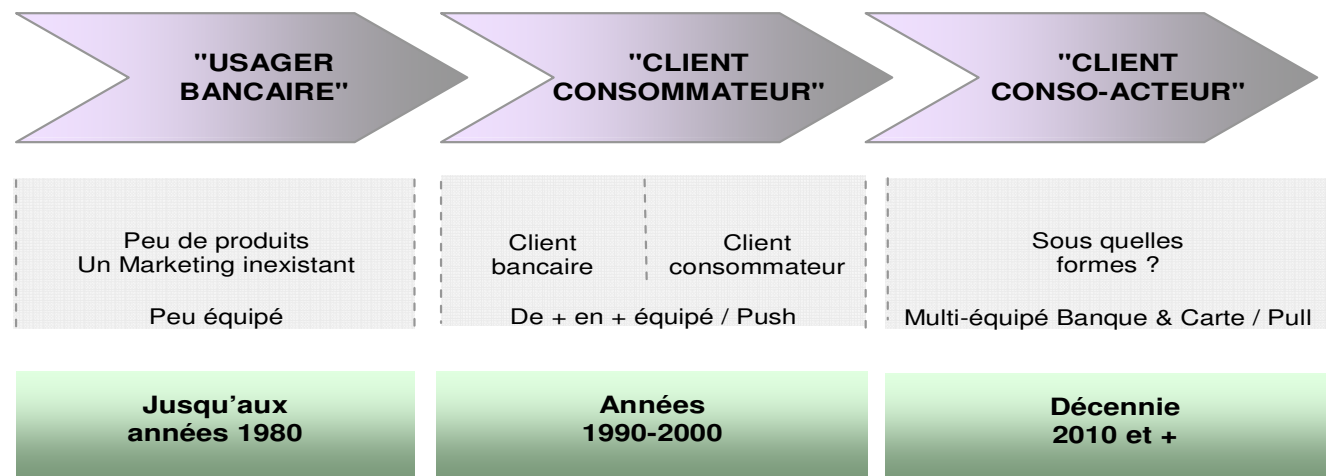 "USAGER
BANCAIRE"
"CLIENT
CONSOMMATEUR"
"CLIENT
CONSO-ACTEUR"
Peu de produits
Un Marketing inexistant
Peu équipé
Client
bancaire
Client
consommateur
De + en + équipé / Push
Sous quelles
formes ?
Multi-équipé Banque & Carte / Pull
Jusqu’aux
années 1980
Années
1990-2000
Décennie
2010 et +